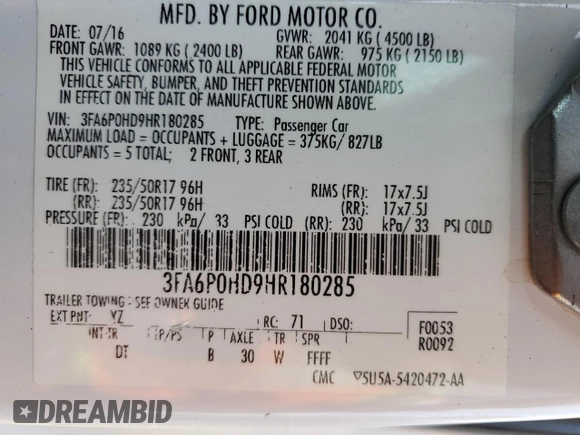 MFD. BY FORD MOTOR CO.
DATE: 07/16 GVWR: 2041 KG (4500 LB)
FRONT GAWR: 1089 KG (2400 LB) REAR GAWR: 975 KG (2150 LB)
THIS VEHICLE CONFORMS TO ALL APPLICABLE FEDERAL MOTOR
VEHICLE SAFETY, BUMPER, AND THEFT PREVENTION STANDARDS
IN EFFECT ON THE DATE OF MANUFACTURE SHOWN ABOVE.
VIN: 3FA6P0HD9HR180285 TYPE: Passenger Car
MAXIMUM LOAD = OCCUPANTS + LUGGAGE = 375KG/ 827LB
OCCUPANTS = 5 TOTAL; 2 FRONT, 3 REAR
TIRE (FR): 235/50R17 96H RIMS (FR): 17x7.5J
(RR): 235/50R17 96H (RR): 17x7.5J
PRESSURE (FR): 230 kPa/ 33 PSI COLD (RR): 230 kPa/ 33 PSI COLD
3FA6P0HD9HR180285
TRAILER TOWING - SEE OWNER GUIDE
EXT PNT: YZ RC: 71 DSO: F0053
R0092
INT TR TP/PS P AXLE TR SPR
DT B 30 W FFFF
CMC 5U5A-5420472-AA
DREAMBID